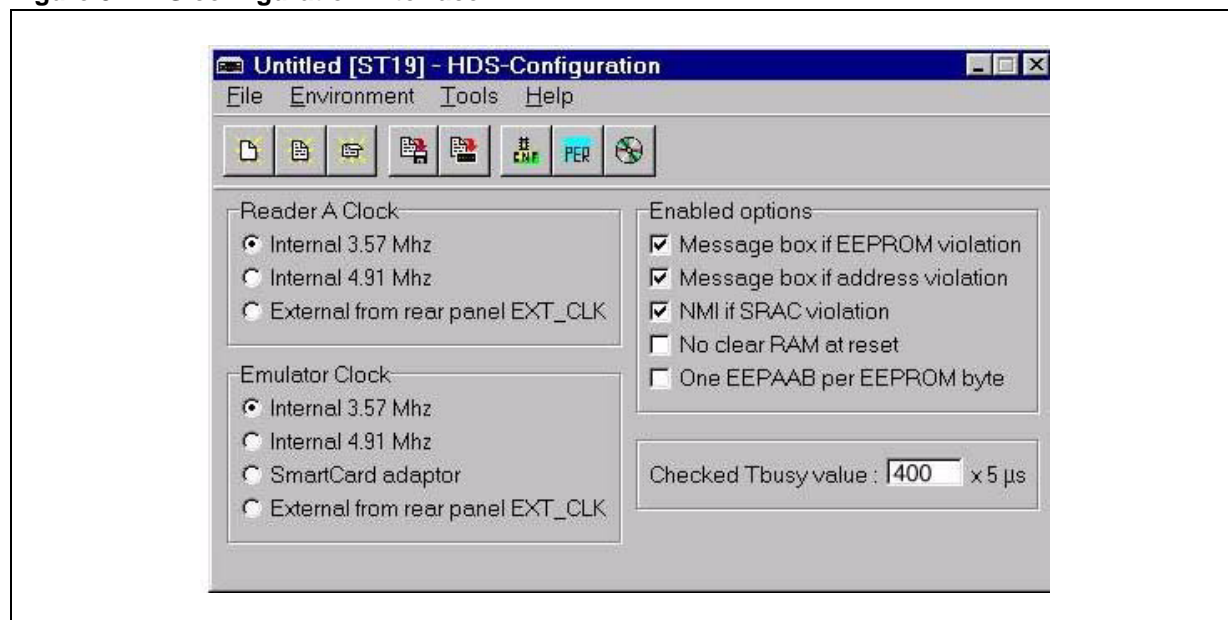 Untitled [ST19] - HDS-Configuration
File Environment Tools Help
CNF PER
Reader A Clock
Internal 3.57 Mhz
Internal 4.91 Mhz
External from rear panel EXT_CLK
Emulator Clock
Internal 3.57 Mhz
Internal 4.91 Mhz
SmartCard adaptor
External from rear panel EXT_CLK
Enabled options
Message box if EEPROM violation
Message box if address violation
NMI if SRAC violation
No clear RAM at reset
One EEPAAB per EEPROM byte
Checked Tbusy value : 400 x 5 µs